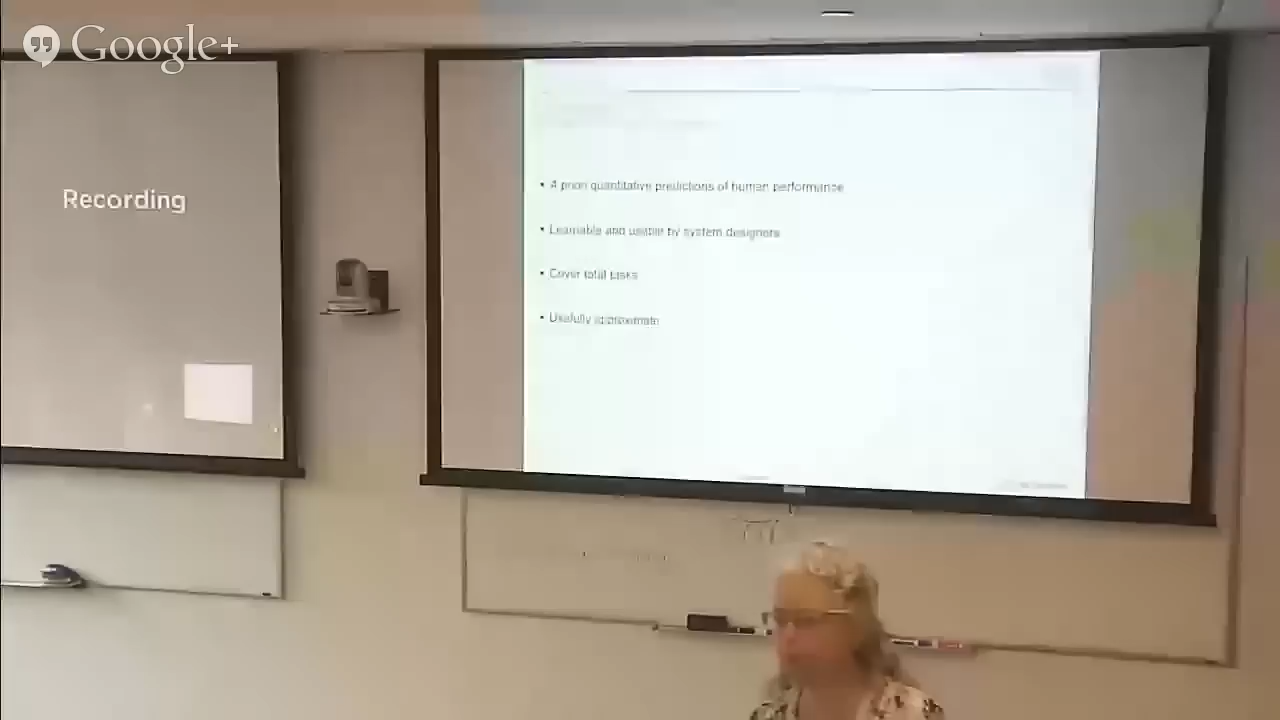 Google+
Recording
• A priori quantitative predictions of human performance
• Learnable and usable by system designers
• Cover total tasks
• Usefully approximate